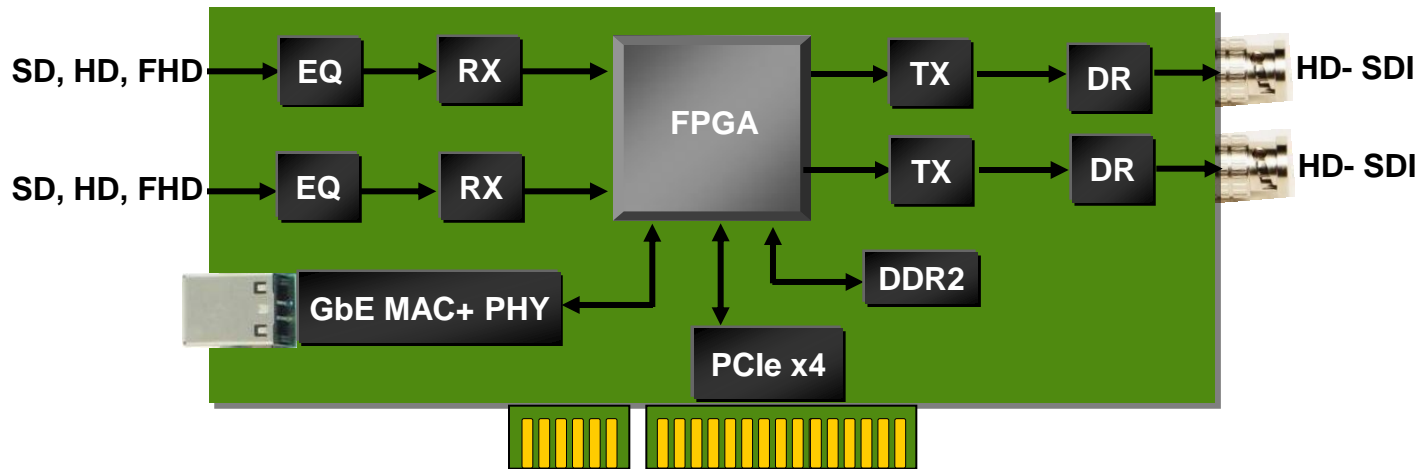 SD, HD, FHD
EQ
RX
FPGA
TX
DR
HD- SDI
SD, HD, FHD
EQ
RX
TX
DR
HD- SDI
GbE MAC+ PHY
DDR2
PCIe x4